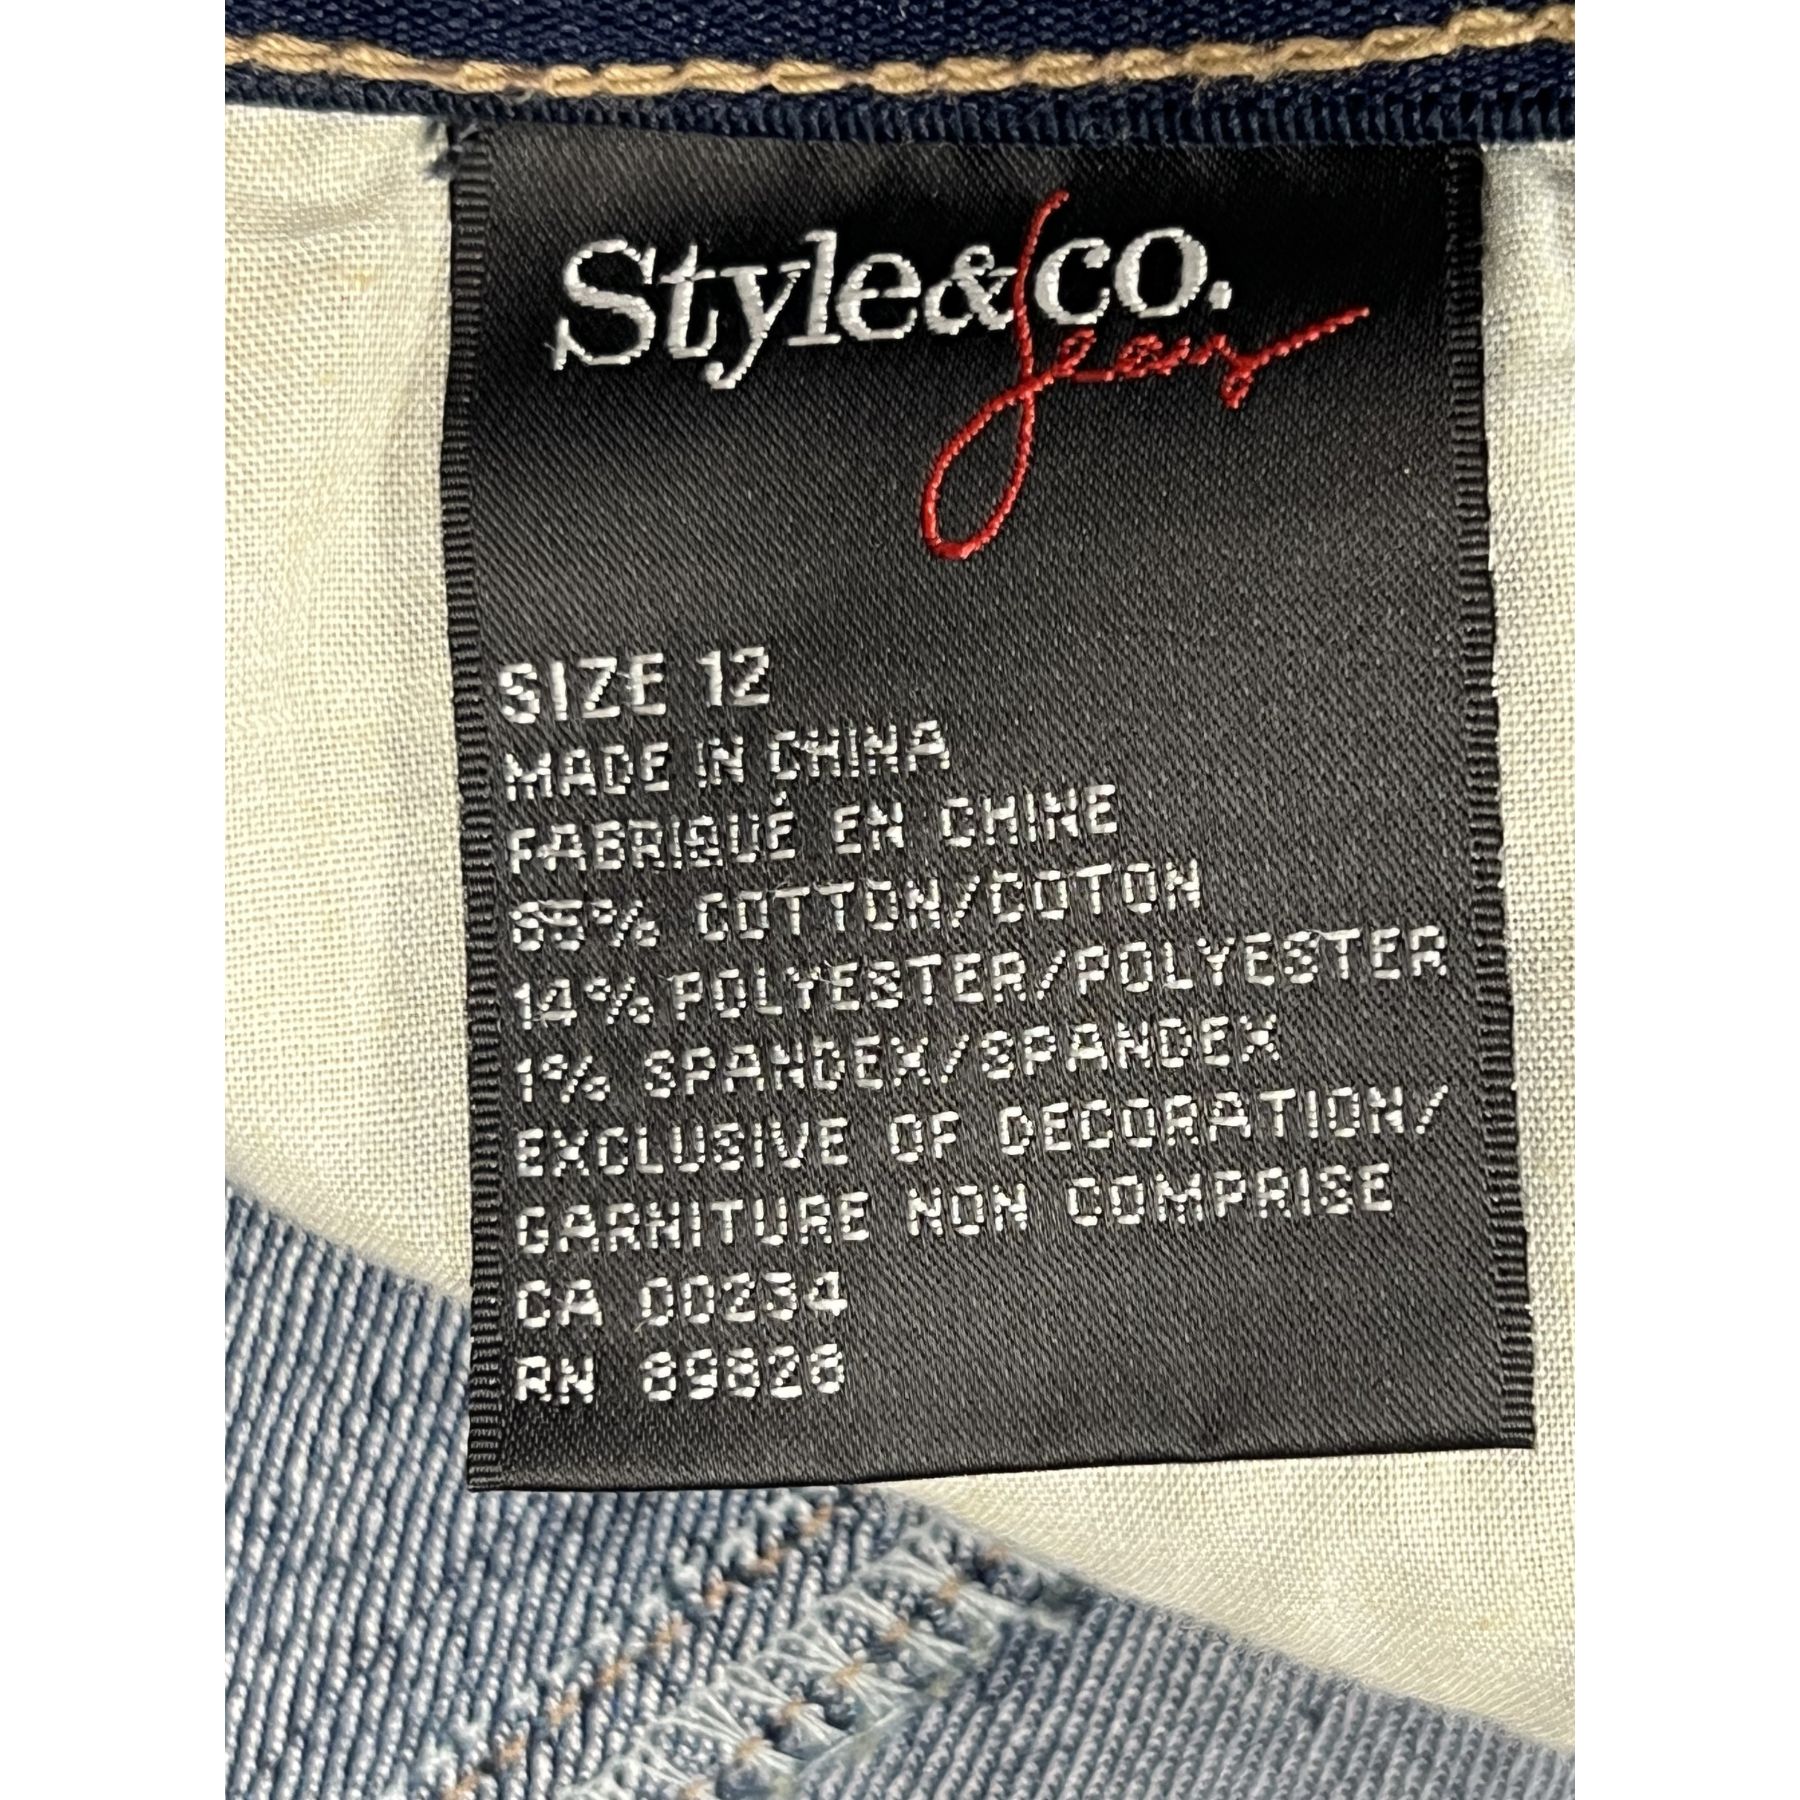 Style&co.
Jeans
SIZE 12
MADE IN CHINA
FABRIQUÉ EN CHINE
85% COTTON/COTON
14% POLYESTER/POLYESTER
1% SPANDEX/SPANDEX
EXCLUSIVE OF DECORATION/
GARNITURE NON COMPRISE
CA 00234
RN 89826